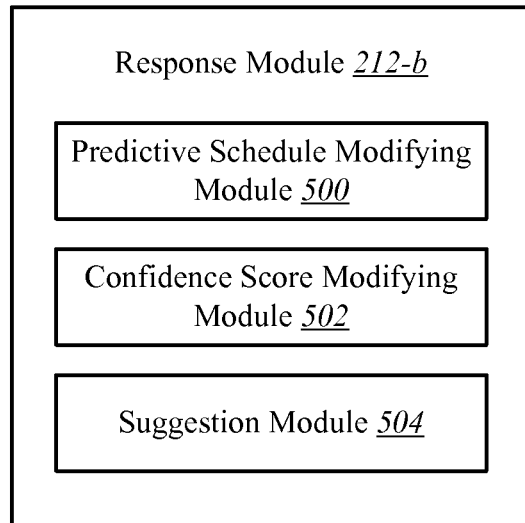 Response Module 212-b
Predictive Schedule Modifying
Module 500
Confidence Score Modifying
Module 502
Suggestion Module 504